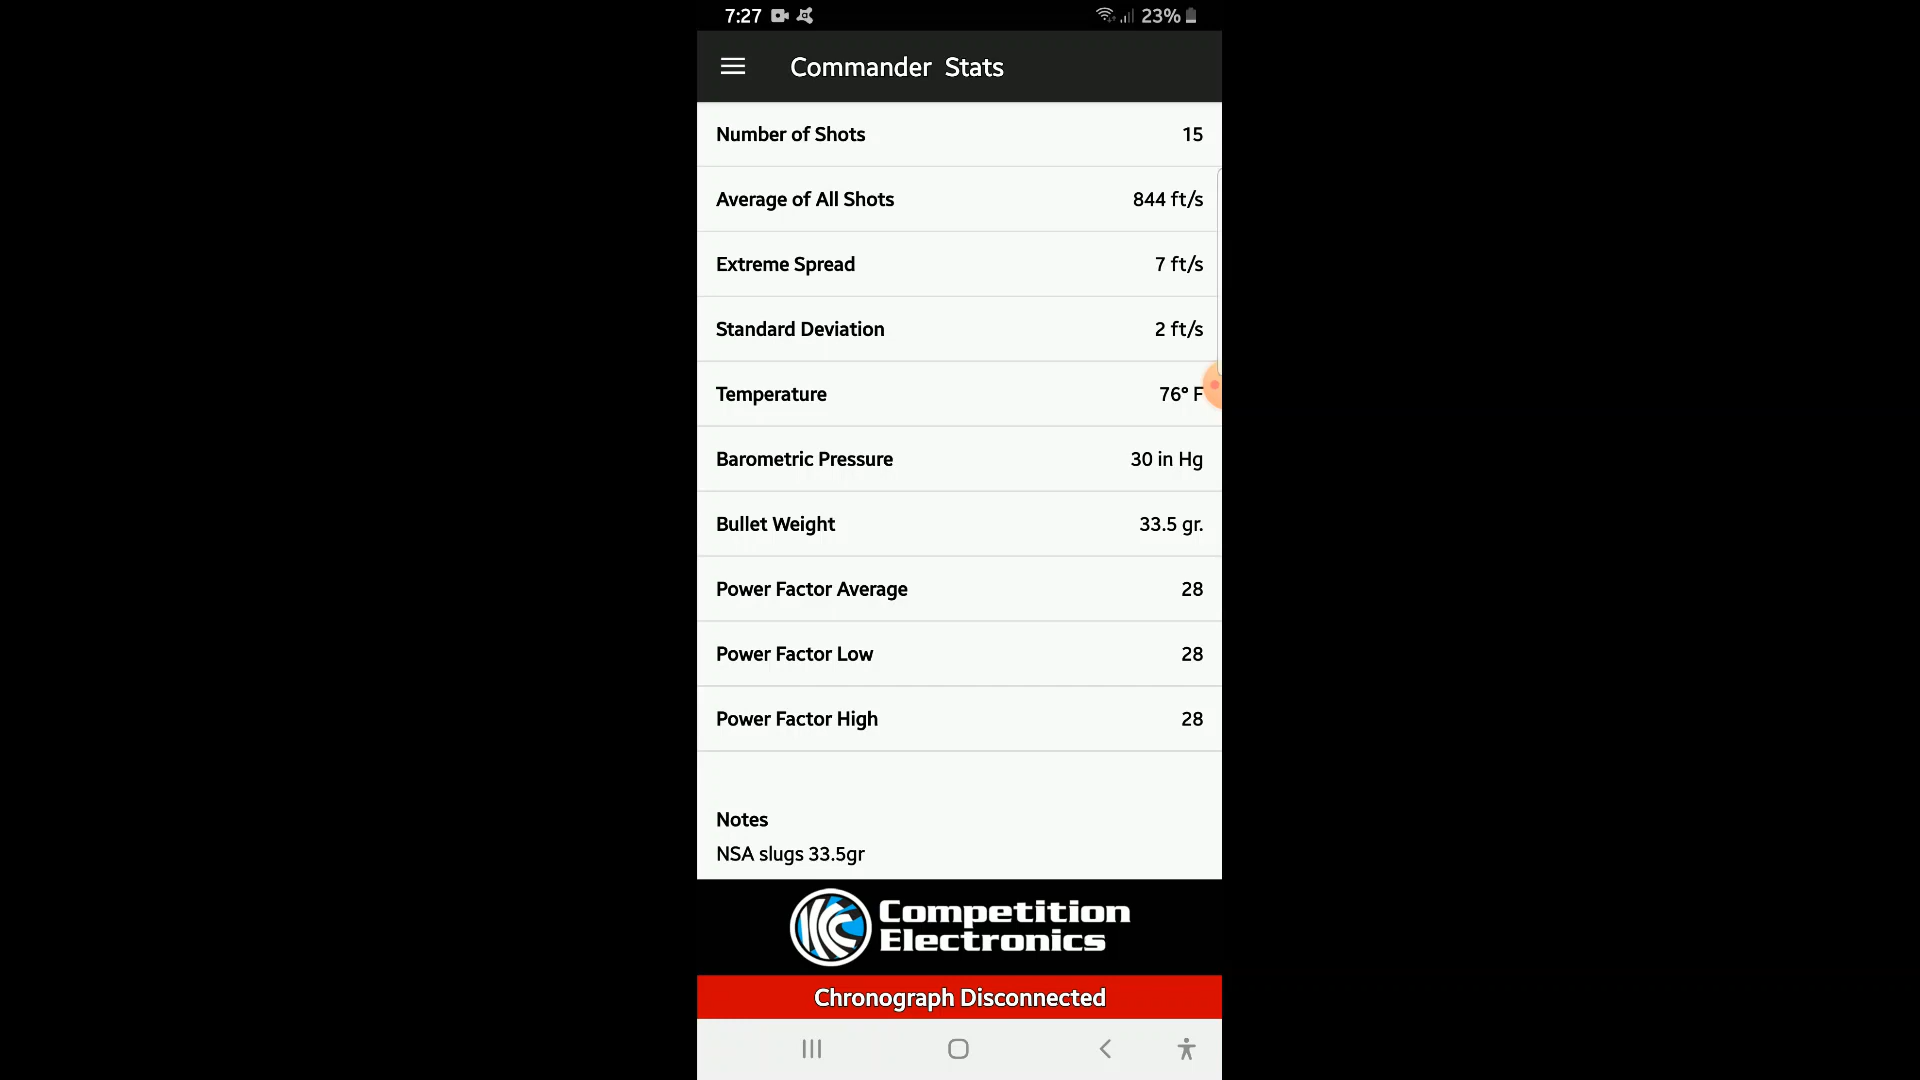 7:27 23%
Commander Stats
Number of Shots 15
Average of All Shots 844 ft/s
Extreme Spread 7 ft/s
Standard Deviation 2 ft/s
Temperature 76° F
Barometric Pressure 30 in Hg
Bullet Weight 33.5 gr.
Power Factor Average 28
Power Factor Low 28
Power Factor High 28
Notes
NSA slugs 33.5gr
Competition
Electronics
Chronograph Disconnected